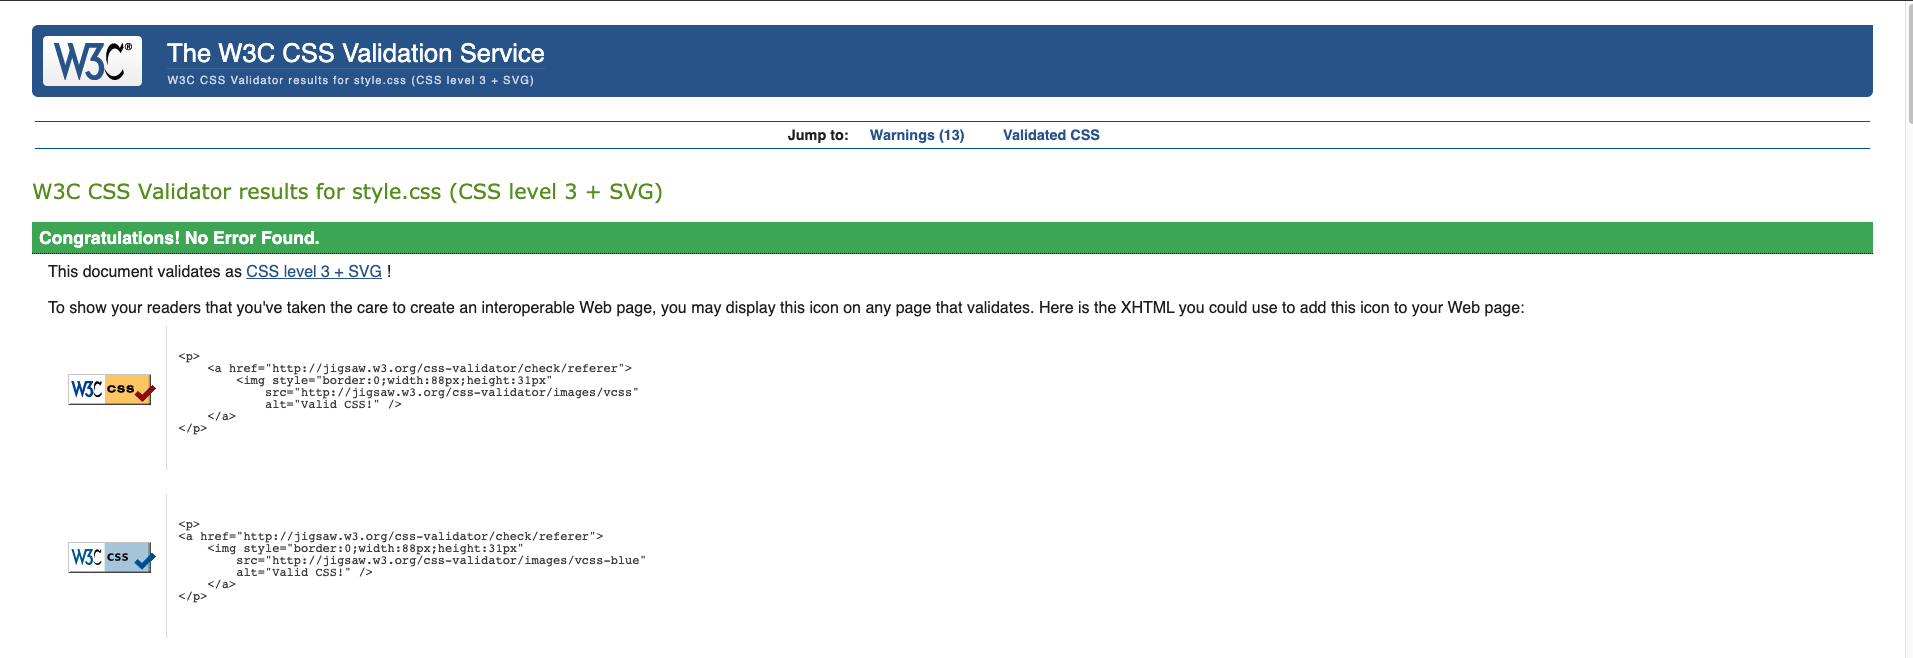 W3C®
The W3C CSS Validation Service
W3C CSS Validator results for style.css (CSS level 3 + SVG)
Jump to: Warnings (13) Validated CSS
W3C CSS Validator results for style.css (CSS level 3 + SVG)
Congratulations! No Error Found.
This document validates as CSS level 3 + SVG !
To show your readers that you've taken the care to create an interoperable Web page, you may display this icon on any page that validates. Here is the XHTML you could use to add this icon to your Web page:
W3C css
<p>
    <a href="http://jigsaw.w3.org/css-validator/check/referer">
        <img style="border:0;width:88px;height:31px"
            src="http://jigsaw.w3.org/css-validator/images/vcss"
            alt="Valid CSS!" />
    </a>
</p>
W3C css
<p>
<a href="http://jigsaw.w3.org/css-validator/check/referer">
    <img style="border:0;width:88px;height:31px"
        src="http://jigsaw.w3.org/css-validator/images/vcss-blue"
        alt="Valid CSS!" />
    </a>
</p>